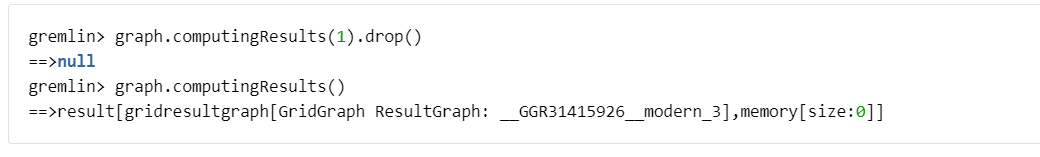 gremlin> graph.computingResults(1).drop()
==>null
gremlin> graph.computingResults()
==>result[gridresultgraph[GridGraph ResultGraph: __GGR31415926__modern_3],memory[size:0]]